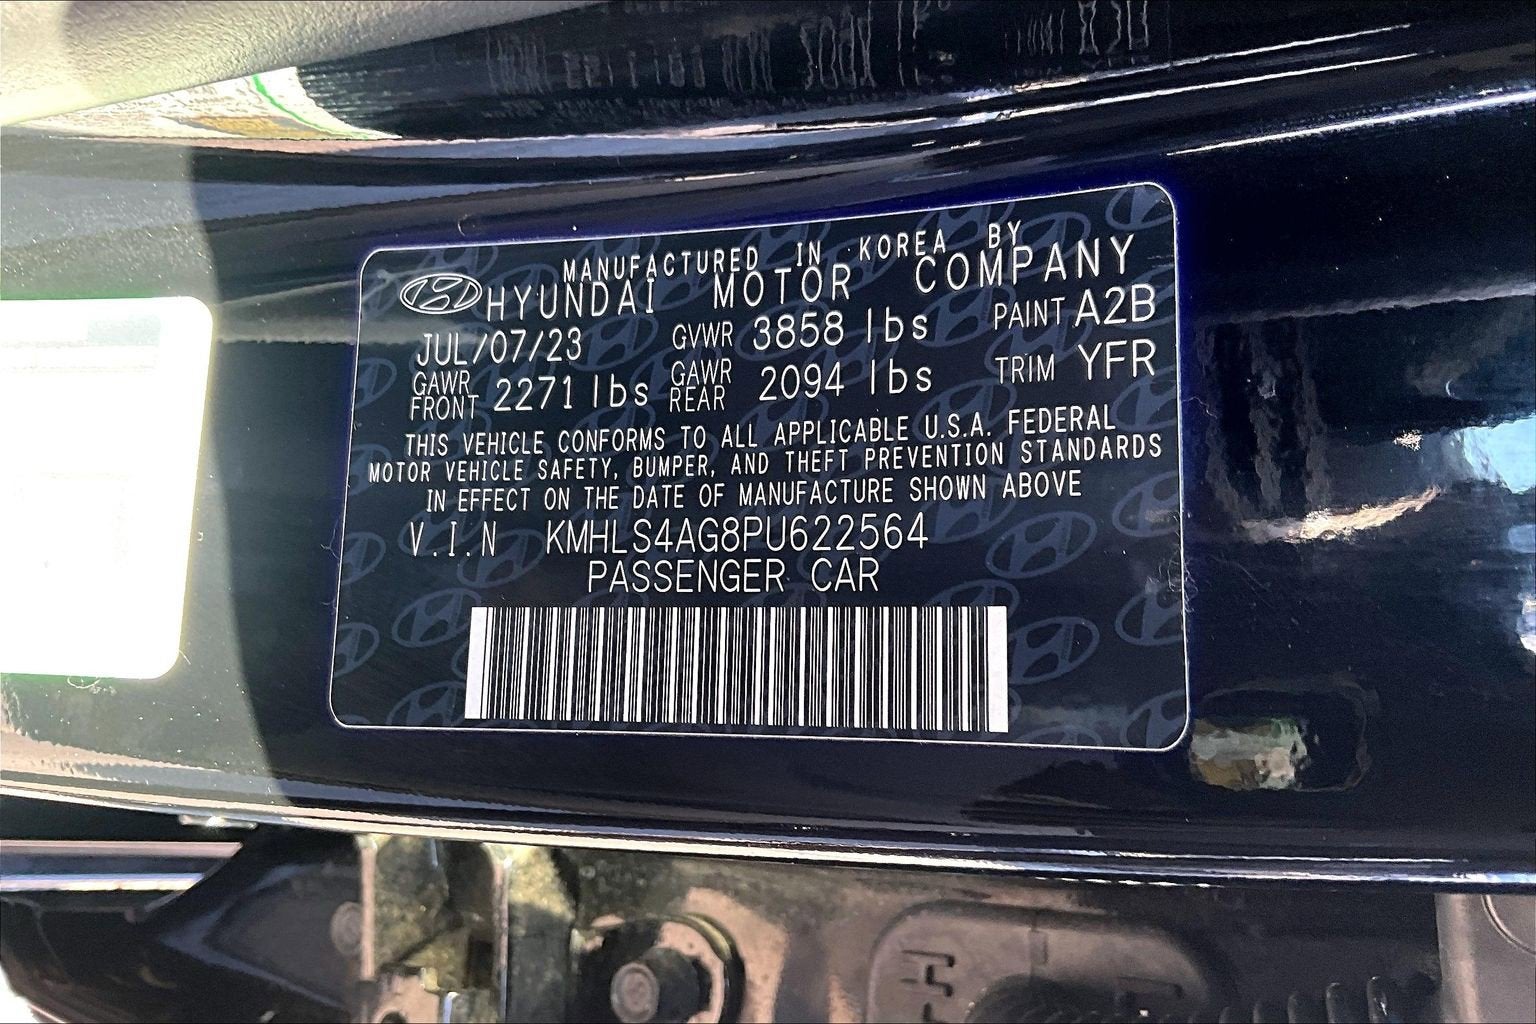 MANUFACTURED IN KOREA BY
HYUNDAI MOTOR COMPANY
JUL/07/23 GVWR 3858 lbs PAINT A2B
GAWR FRONT 2271 lbs GAWR REAR 2094 lbs TRIM YFR
THIS VEHICLE CONFORMS TO ALL APPLICABLE U.S.A. FEDERAL
MOTOR VEHICLE SAFETY, BUMPER, AND THEFT PREVENTION STANDARDS
IN EFFECT ON THE DATE OF MANUFACTURE SHOWN ABOVE
V.I.N KMHLS4AG8PU622564
PASSENGER CAR